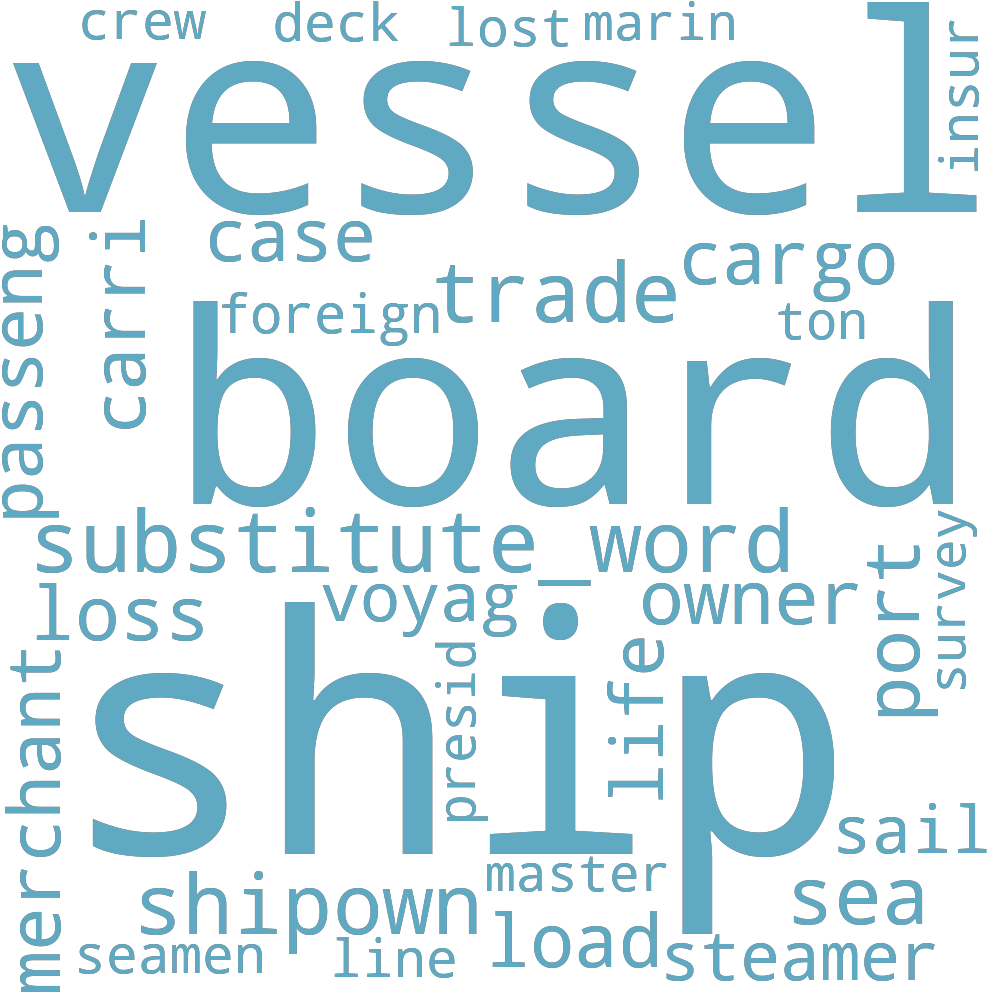 crew
deck
lost
marin
vessel
insur
case
cargo
passeng
carri
foreign
trade
ton
board
substitute_word
survey
port
loss
voyag
owner
ship
presid
life
merchant
sail
master
shipown
sea
seamen
line
load
steamer